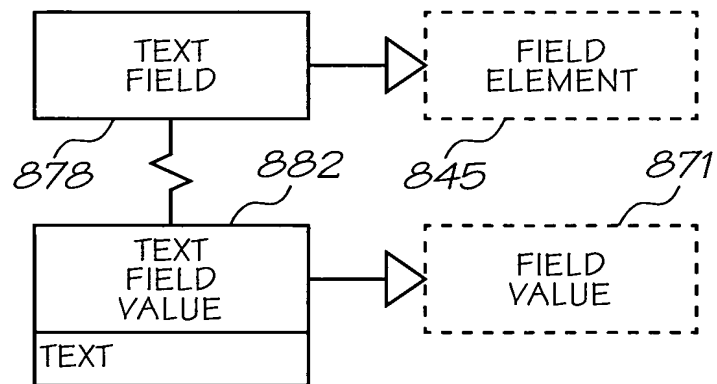 TEXT
FIELD
FIELD
ELEMENT
878
882
845
871
TEXT
FIELD
VALUE
FIELD
VALUE
TEXT